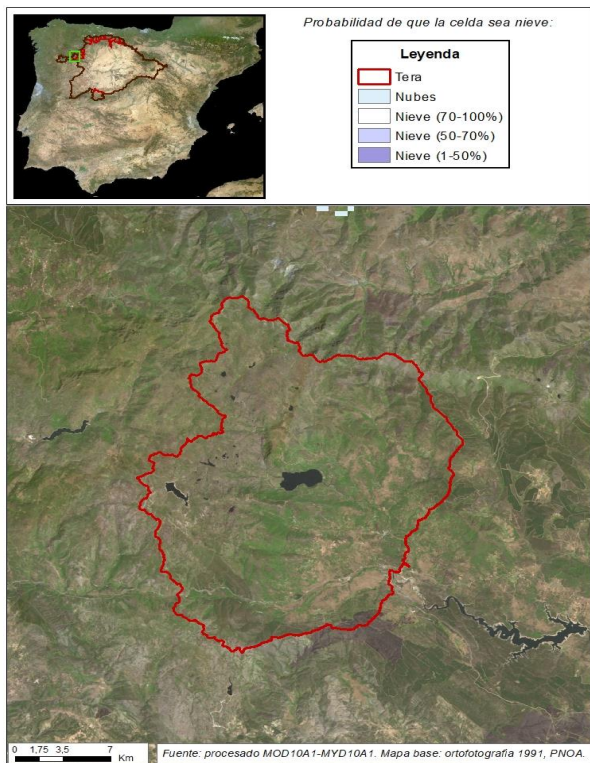 Probabilidad de que la celda sea nieve:
Leyenda
Tera
Nubes
Nieve (70-100%)
Nieve (50-70%)
Nieve (1-50%)
0 1,75 3,5 7
Km
Fuente: procesado MOD10A1-MYD10A1. Mapa base: ortofotografía 1991, PNOA.